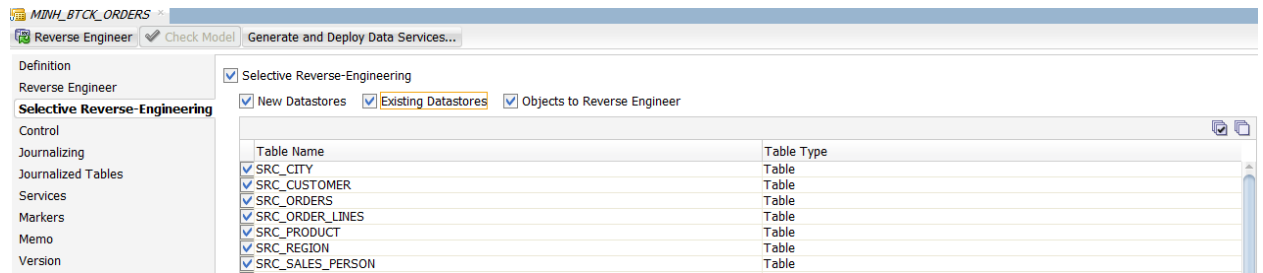 MINH_BTCK_ORDERS
Reverse Engineer Check Model Generate and Deploy Data Services...
Definition
Reverse Engineer
Selective Reverse-Engineering
Control
Journalizing
Journalized Tables
Services
Markers
Memo
Version
Selective Reverse-Engineering
New Datastores Existing Datastores Objects to Reverse Engineer
Table Name Table Type
SRC_CITY Table
SRC_CUSTOMER Table
SRC_ORDERS Table
SRC_ORDER_LINES Table
SRC_PRODUCT Table
SRC_REGION Table
SRC_SALES_PERSON Table